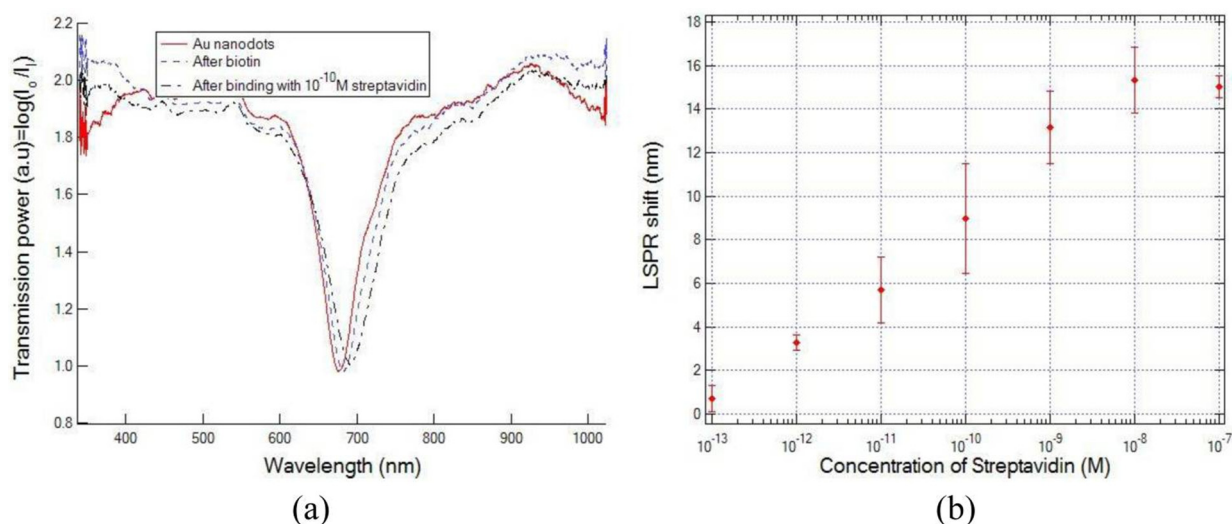 2.2
2.0
1.8
1.6
1.4
1.2
1.0
0.8
Transmission power (a.u)=log(I₀/I)
Au nanodots
After biotin
After binding with 10⁻¹⁰M streptavidin
400 500 600 700 800 900 1000
Wavelength (nm)
(a)
18
16
14
12
10
8
6
4
2
0
LSPR shift (nm)
10⁻¹³ 10⁻¹² 10⁻¹¹ 10⁻¹⁰ 10⁻⁹ 10⁻⁸ 10⁻⁷
Concentration of Streptavidin (M)
(b)